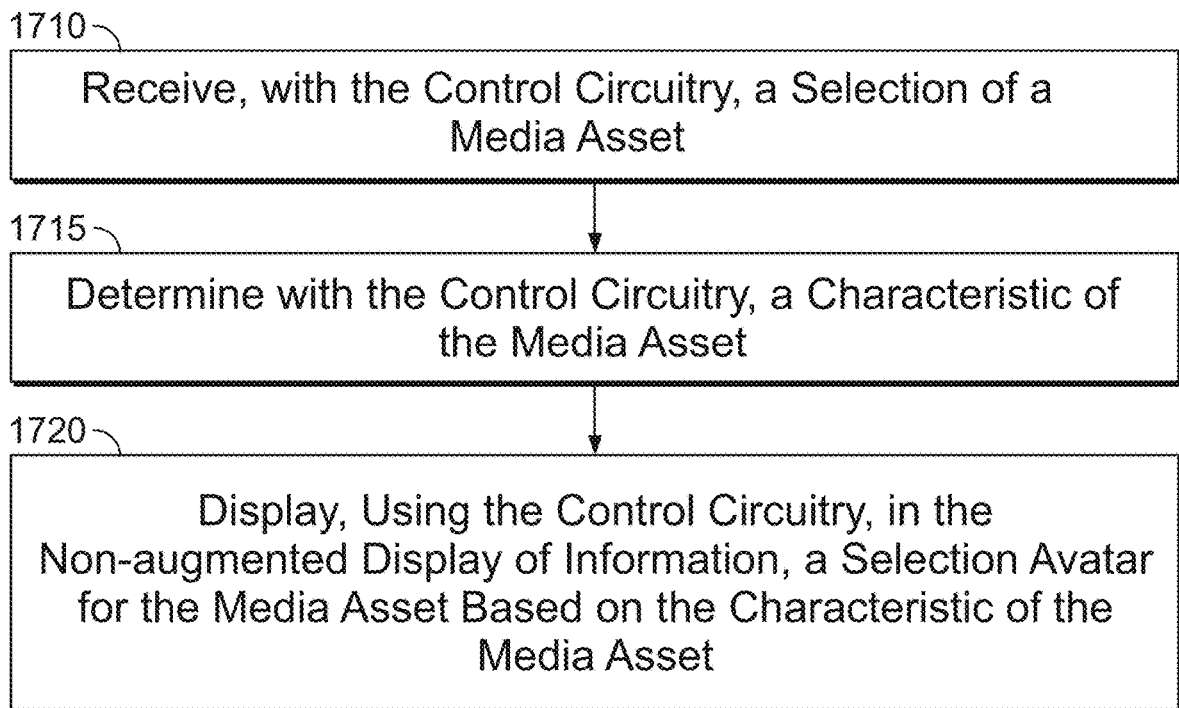 1710
Receive, with the Control Circuitry, a Selection of a
Media Asset
1715
Determine with the Control Circuitry, a Characteristic of
the Media Asset
1720
Display, Using the Control Circuitry, in the
Non-augmented Display of Information, a Selection Avatar
for the Media Asset Based on the Characteristic of the
Media Asset